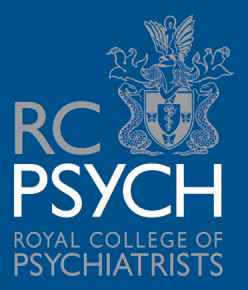 RC
PSYCH
ROYAL COLLEGE OF
PSYCHIATRISTS